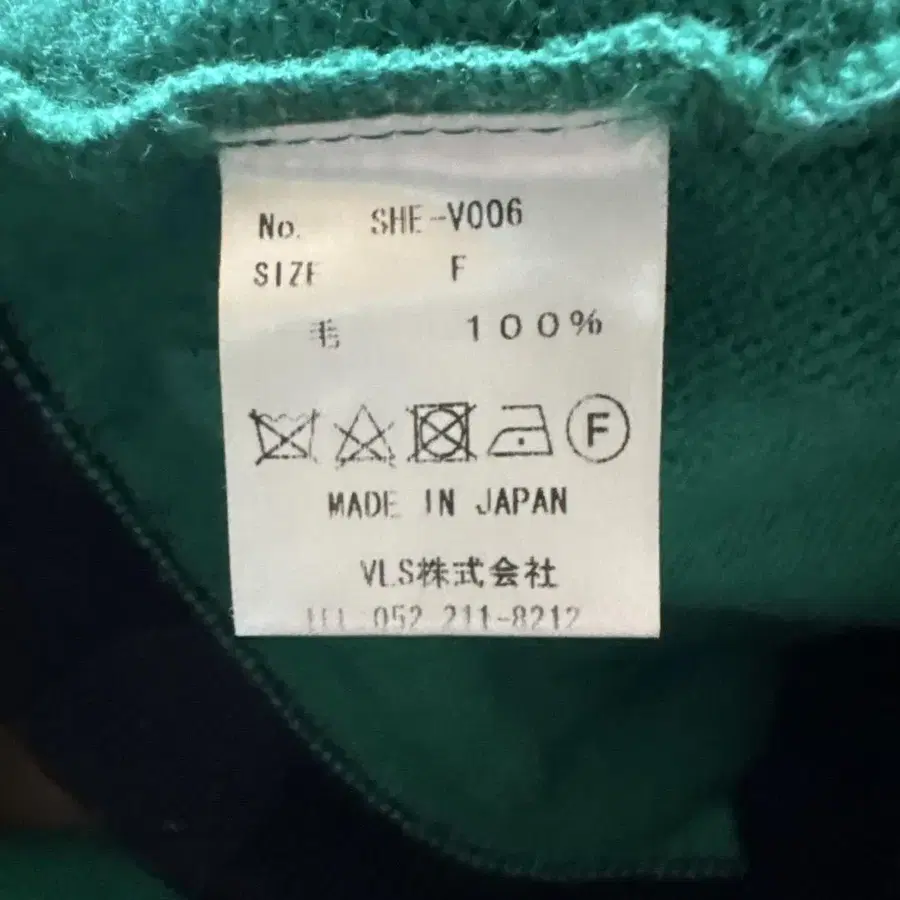 No. SHE-V006
SIZE F
毛 100%
F
MADE IN JAPAN
VLS株式会社
TEL 052 211-8212